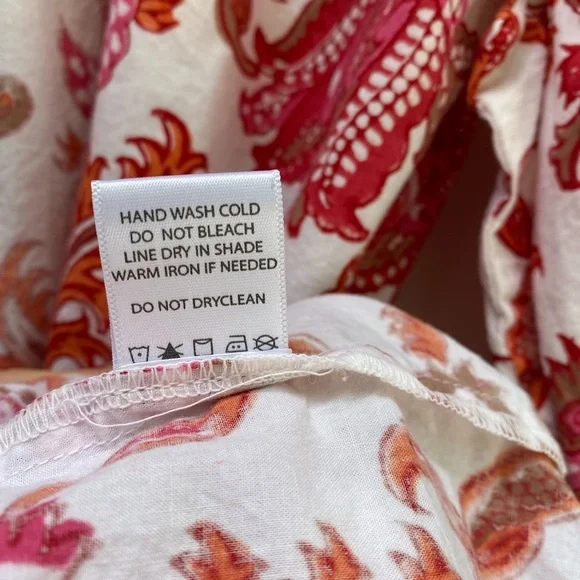 HAND WASH COLD
DO NOT BLEACH
LINE DRY IN SHADE
WARM IRON IF NEEDED
DO NOT DRYCLEAN